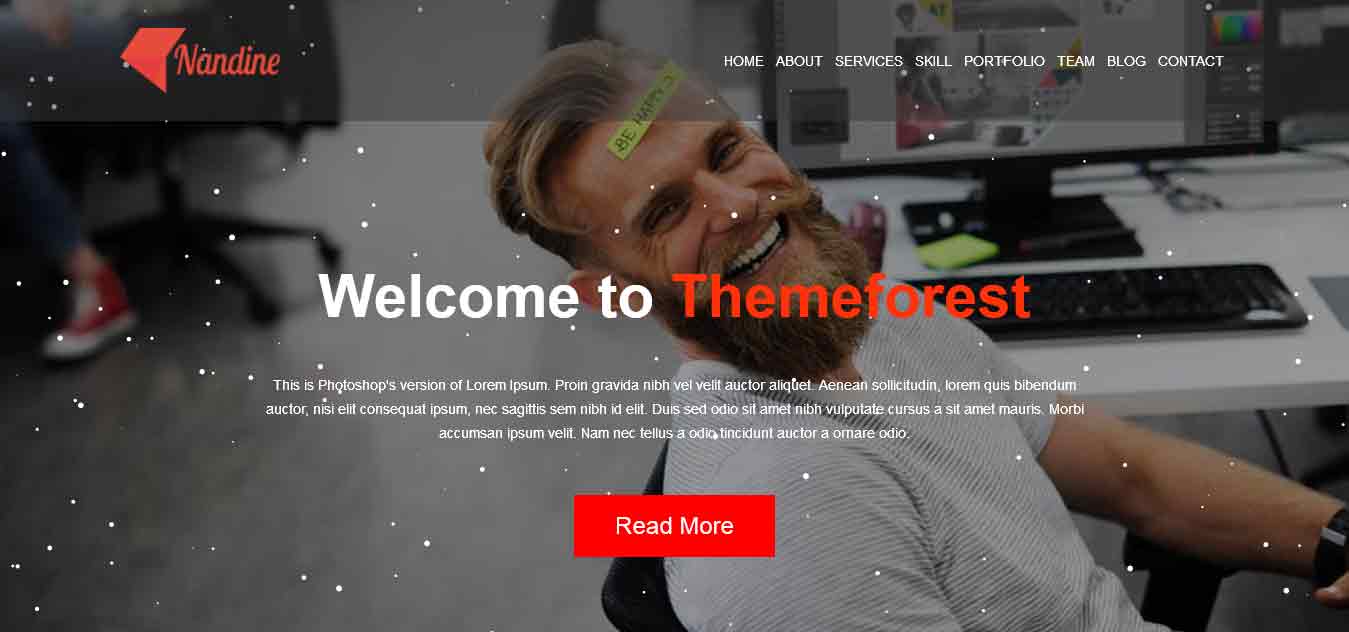 Nandine
HOME ABOUT SERVICES SKILL PORTFOLIO TEAM BLOG CONTACT
BE HAPPY
Welcome to Themeforest
This is Photoshop's version of Lorem Ipsum. Proin gravida nibh vel velit auctor aliquet. Aenean sollicitudin, lorem quis bibendum
auctor, nisi elit consequat ipsum, nec sagittis sem nibh id elit. Duis sed odio sit amet nibh vulputate cursus a sit amet mauris. Morbi
accumsan ipsum velit. Nam nec tellus a odio tincidunt auctor a ornare odio.
Read More